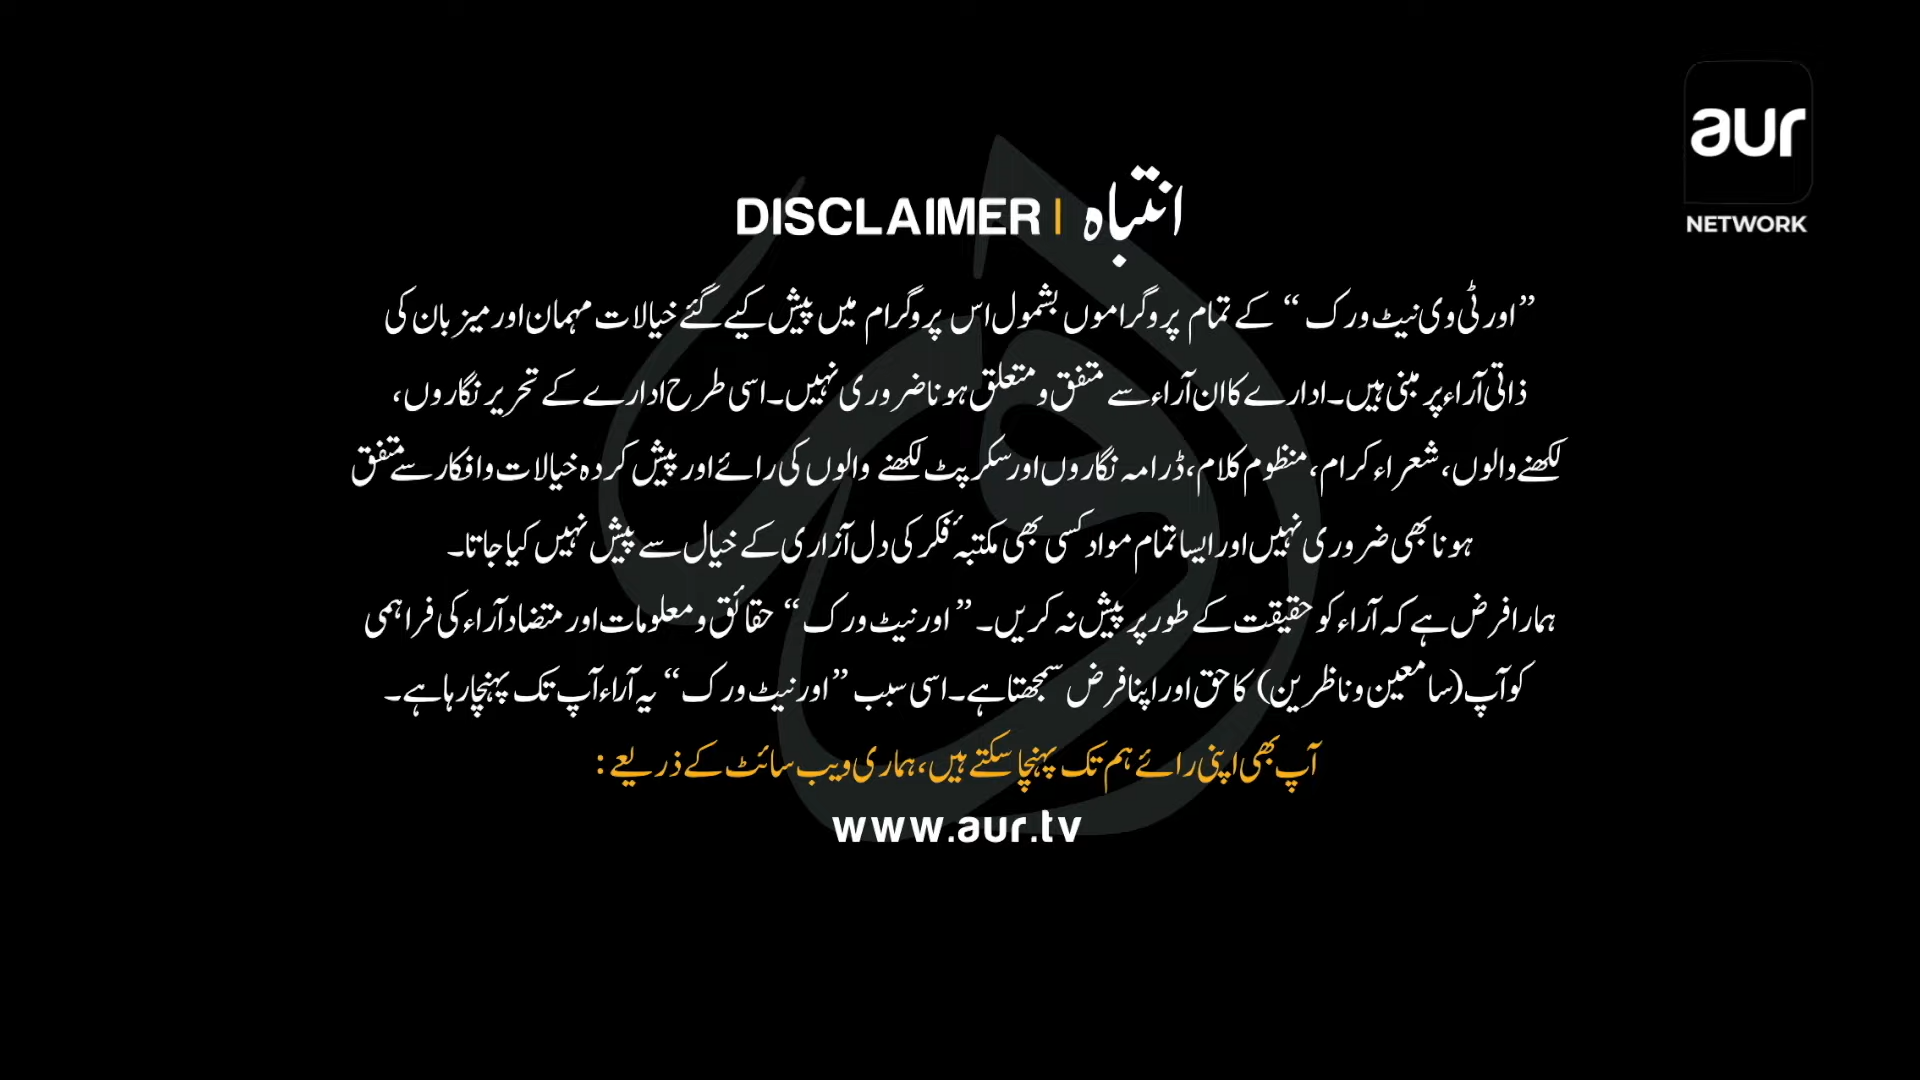 aur
NETWORK
DISCLAIMER | انتباہ
”اور ٹی وی نیٹ ورک“ کے تمام پروگراموں بشمول اس پروگرام میں پیش کیے گئے خیالات مہمان اور میزبان کی
ذاتی آراء پر مبنی ہیں۔ ادارے کا ان آراء سے متفق و متعلق ہونا ضروری نہیں۔ اسی طرح ادارے کے تحریر نگاروں،
لکھنے والوں، شعراء کرام، منظوم کلام، ڈرامہ نگاروں اور سکرپٹ لکھنے والوں کی رائے اور پیش کردہ خیالات و افکار سے متفق
ہونا بھی ضروری نہیں اور ایسا تمام مواد کسی بھی مکتبۂ فکر کی دل آزاری کے خیال سے پیش نہیں کیا جاتا۔
ہمارا فرض ہے کہ آراء کو حقیقت کے طور پر پیش نہ کریں۔ ”اور نیٹ ورک“ حقائق و معلومات اور متضاد آراء کی فراہمی
کو آپ (سامعین و ناظرین) کا حق اور اپنا فرض سمجھتا ہے۔ اسی سبب ”اور نیٹ ورک“ یہ آراء آپ تک پہنچا رہا ہے۔
آپ بھی اپنی رائے ہم تک پہنچا سکتے ہیں، ہماری ویب سائٹ کے ذریعے:
www.aur.tv